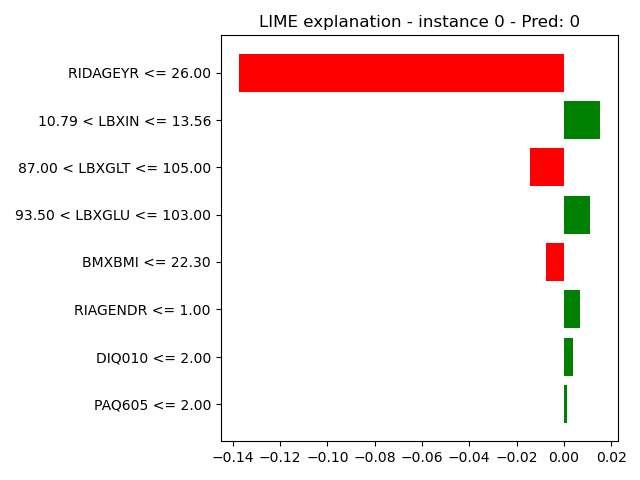 LIME explanation - instance 0 - Pred: 0
RIDAGEYR <= 26.00
10.79 < LBXIN <= 13.56
87.00 < LBXGLT <= 105.00
93.50 < LBXGLU <= 103.00
BMXBMI <= 22.30
RIAGENDR <= 1.00
DIQ010 <= 2.00
PAQ605 <= 2.00
−0.14 −0.12 −0.10 −0.08 −0.06 −0.04 −0.02 0.00 0.02